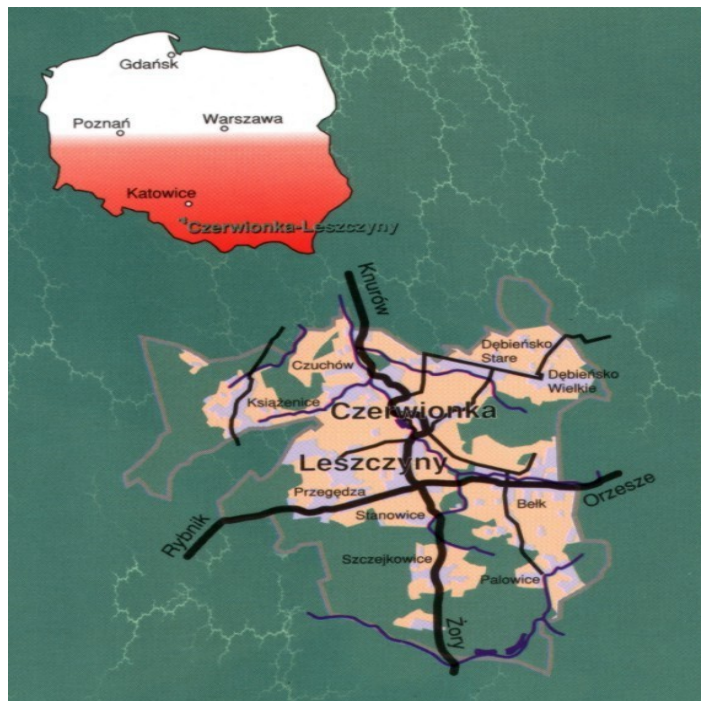 Gdańsk
Poznań
Warszawa
Katowice
Czerwionka-Leszczyny
Knurów
Dębieńsko
Stare
Czuchów
Dębieńsko
Wielkie
Książenice
Czerwionka
Leszczyny
Przegędza
Orzesze
Bełk
Stanowice
Rybnik
Szczejkowice
Palowice
Żory